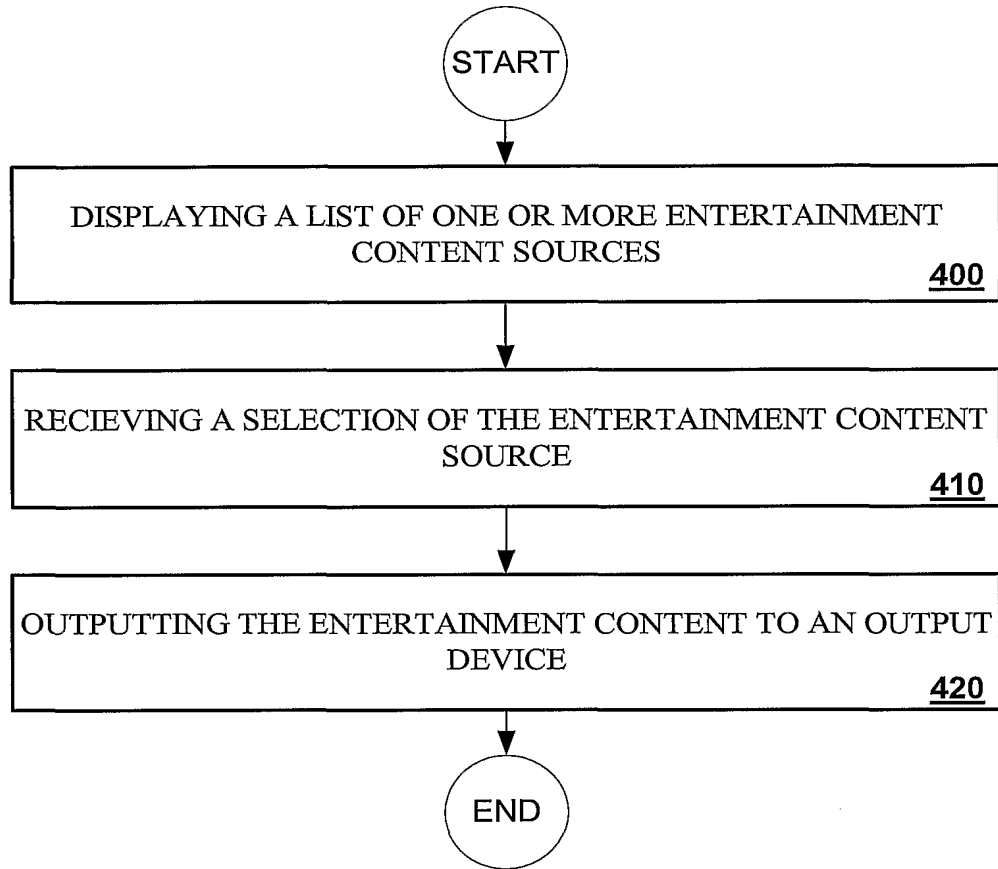 START
DISPLAYING A LIST OF ONE OR MORE ENTERTAINMENT
CONTENT SOURCES
400
RECIEVING A SELECTION OF THE ENTERTAINMENT CONTENT
SOURCE
410
OUTPUTTING THE ENTERTAINMENT CONTENT TO AN OUTPUT
DEVICE
420
END